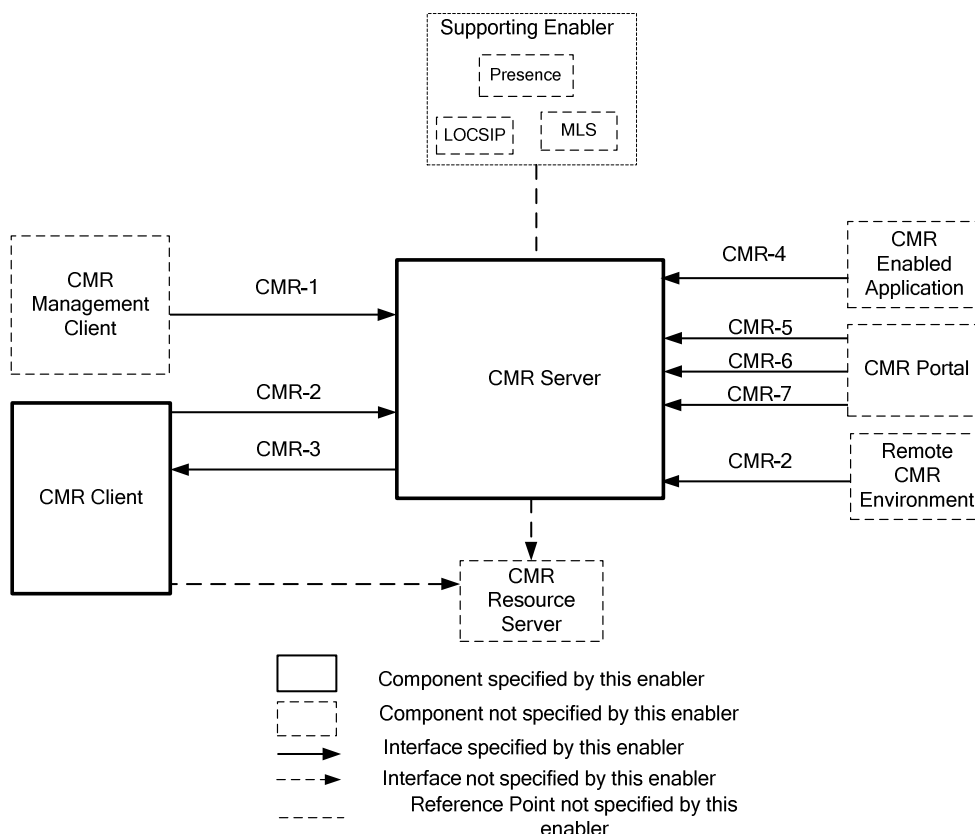 Supporting Enabler
Presence
LOCSIP
MLS
CMR
Management
Client
CMR-1
CMR-2
CMR-3
CMR Client
CMR Server
CMR-4
CMR
Enabled
Application
CMR-5
CMR-6
CMR-7
CMR Portal
CMR-2
Remote
CMR
Environment
CMR
Resource
Server
Component specified by this enabler
Component not specified by this enabler
Interface specified by this enabler
Interface not specified by this enabler
Reference Point not specified by this
enabler